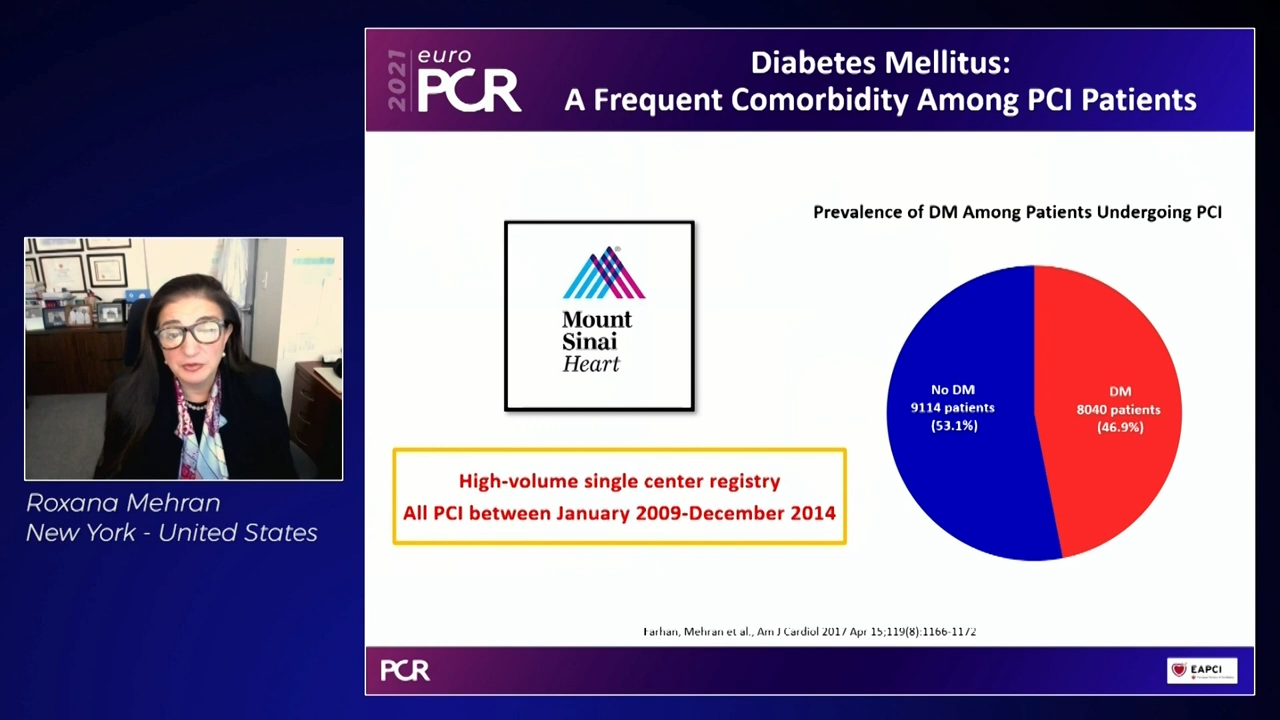 2021
euro
PCR
Diabetes Mellitus:
A Frequent Comorbidity Among PCI Patients
Prevalence of DM Among Patients Undergoing PCI
®
Mount
Sinai
Heart
No DM
9114 patients
(53.1%)
DM
8040 patients
(46.9%)
High-volume single center registry
All PCI between January 2009-December 2014
Roxana Mehran
New York - United States
Farhan, Mehran et al., Am J Cardiol 2017 Apr 15;119(8):1166-1172
PCR
EAPCI